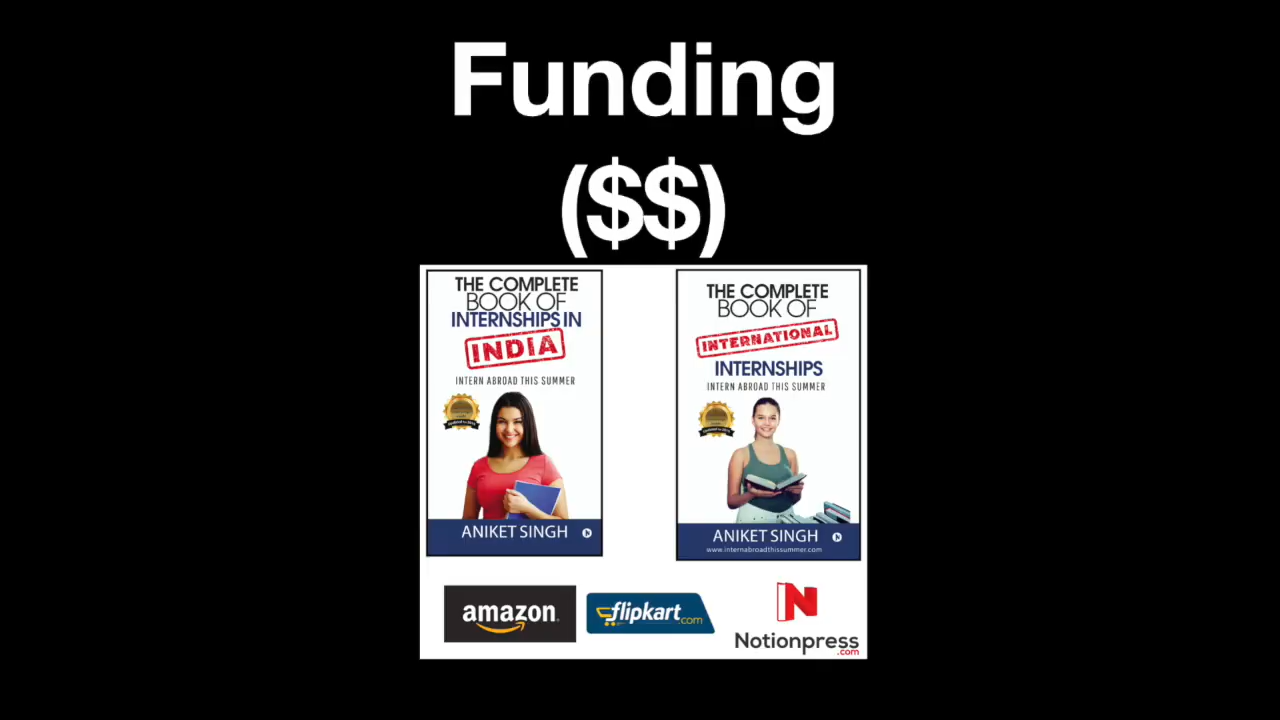 Funding
($$)
THE COMPLETE
BOOK OF
INTERNSHIPS IN
INDIA
INTERN ABROAD THIS SUMMER
ANIKET SINGH
THE COMPLETE
BOOK OF
INTERNATIONAL
INTERNSHIPS
INTERN ABROAD THIS SUMMER
ANIKET SINGH
www.internabroadthissummer.com
amazon
flipkart.com
N
Notionpress
.com